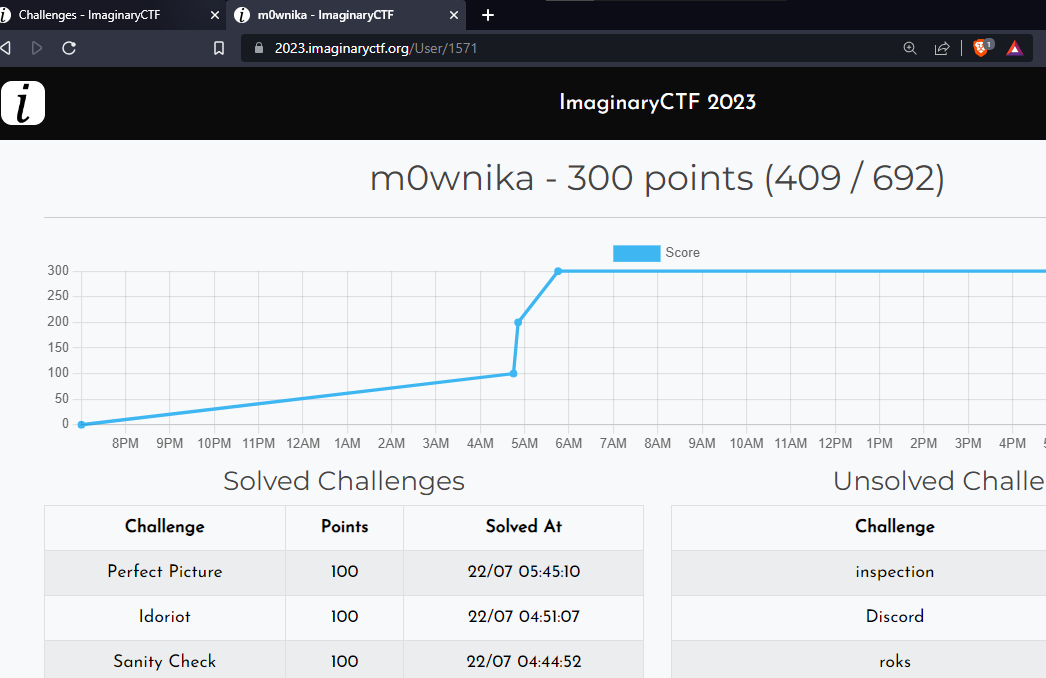 Challenges - ImaginaryCTF
m0wnika - ImaginaryCTF
2023.imaginaryctf.org/User/1571
1
i
ImaginaryCTF 2023
m0wnika - 300 points (409 / 692)
Score
300
250
200
150
100
50
0
8PM 9PM 10PM 11PM 12AM 1AM 2AM 3AM 4AM 5AM 6AM 7AM 8AM 9AM 10AM 11AM 12PM 1PM 2PM 3PM 4PM
Solved Challenges
Challenge Points Solved At
Perfect Picture 100 22/07 05:45:10
Idoriot 100 22/07 04:51:07
Sanity Check 100 22/07 04:44:52
Unsolved Challe
Challenge
inspection
Discord
roks